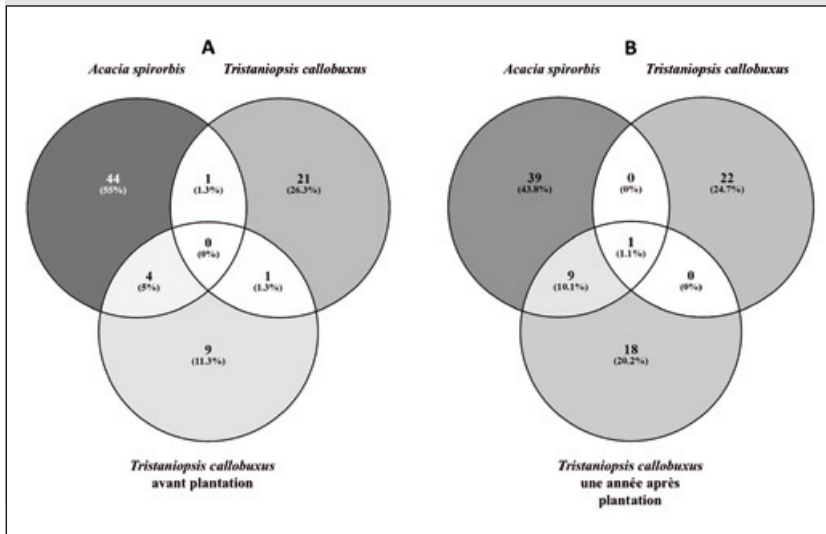 A
Acacia spirorbis
Tristaniopsis callobuxus
44
(55%)
1
(1.3%)
21
(26.3%)
0
(0%)
4
(5%)
1
(1.3%)
9
(11.3%)
Tristaniopsis callobuxus
avant plantation
B
Acacia spirorbis
Tristaniopsis callobuxus
39
(43.8%)
0
(0%)
22
(24.7%)
1
(1.1%)
9
(10.1%)
0
(0%)
18
(20.2%)
Tristaniopsis callobuxus
une année après
plantation